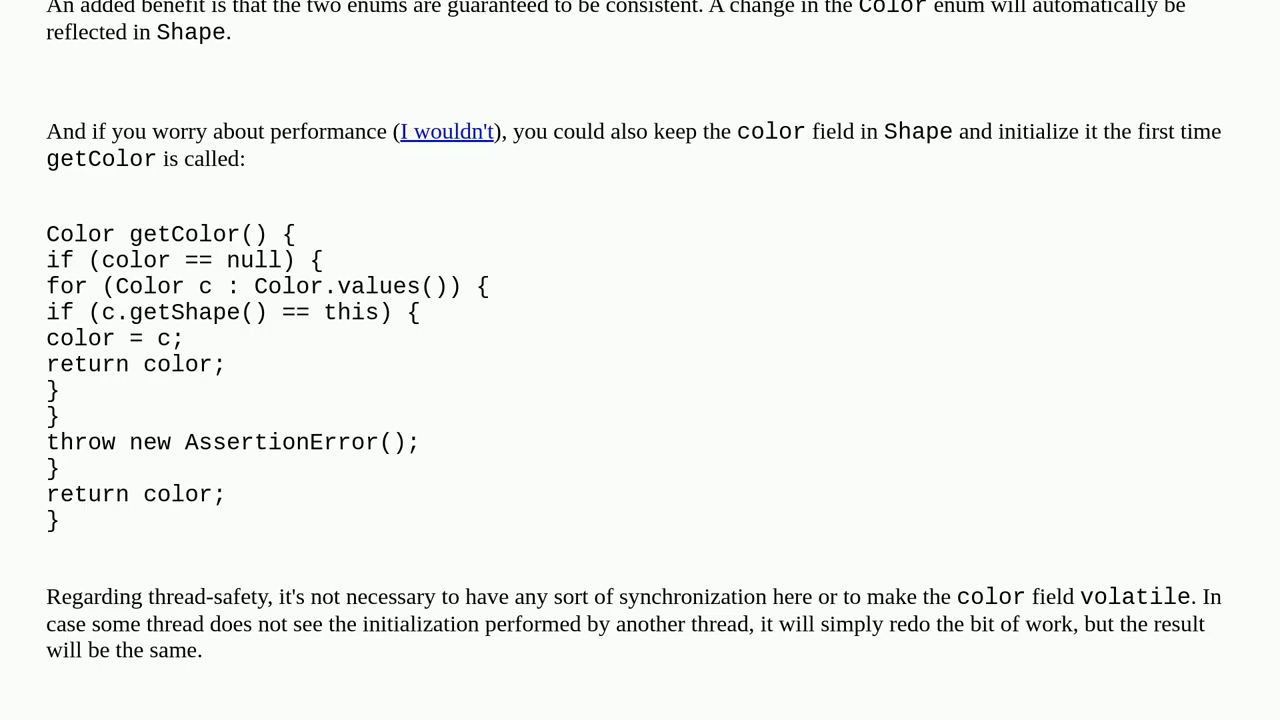 An added benefit is that the two enums are guaranteed to be consistent. A change in the Color enum will automatically be
reflected in Shape.
And if you worry about performance (I wouldn't), you could also keep the color field in Shape and initialize it the first time
getColor is called:
Color getColor() {
if (color == null) {
for (Color c : Color.values()) {
if (c.getShape() == this) {
color = c;
return color;
}
}
throw new AssertionError();
}
return color;
}
Regarding thread-safety, it's not necessary to have any sort of synchronization here or to make the color field volatile. In
case some thread does not see the initialization performed by another thread, it will simply redo the bit of work, but the result
will be the same.